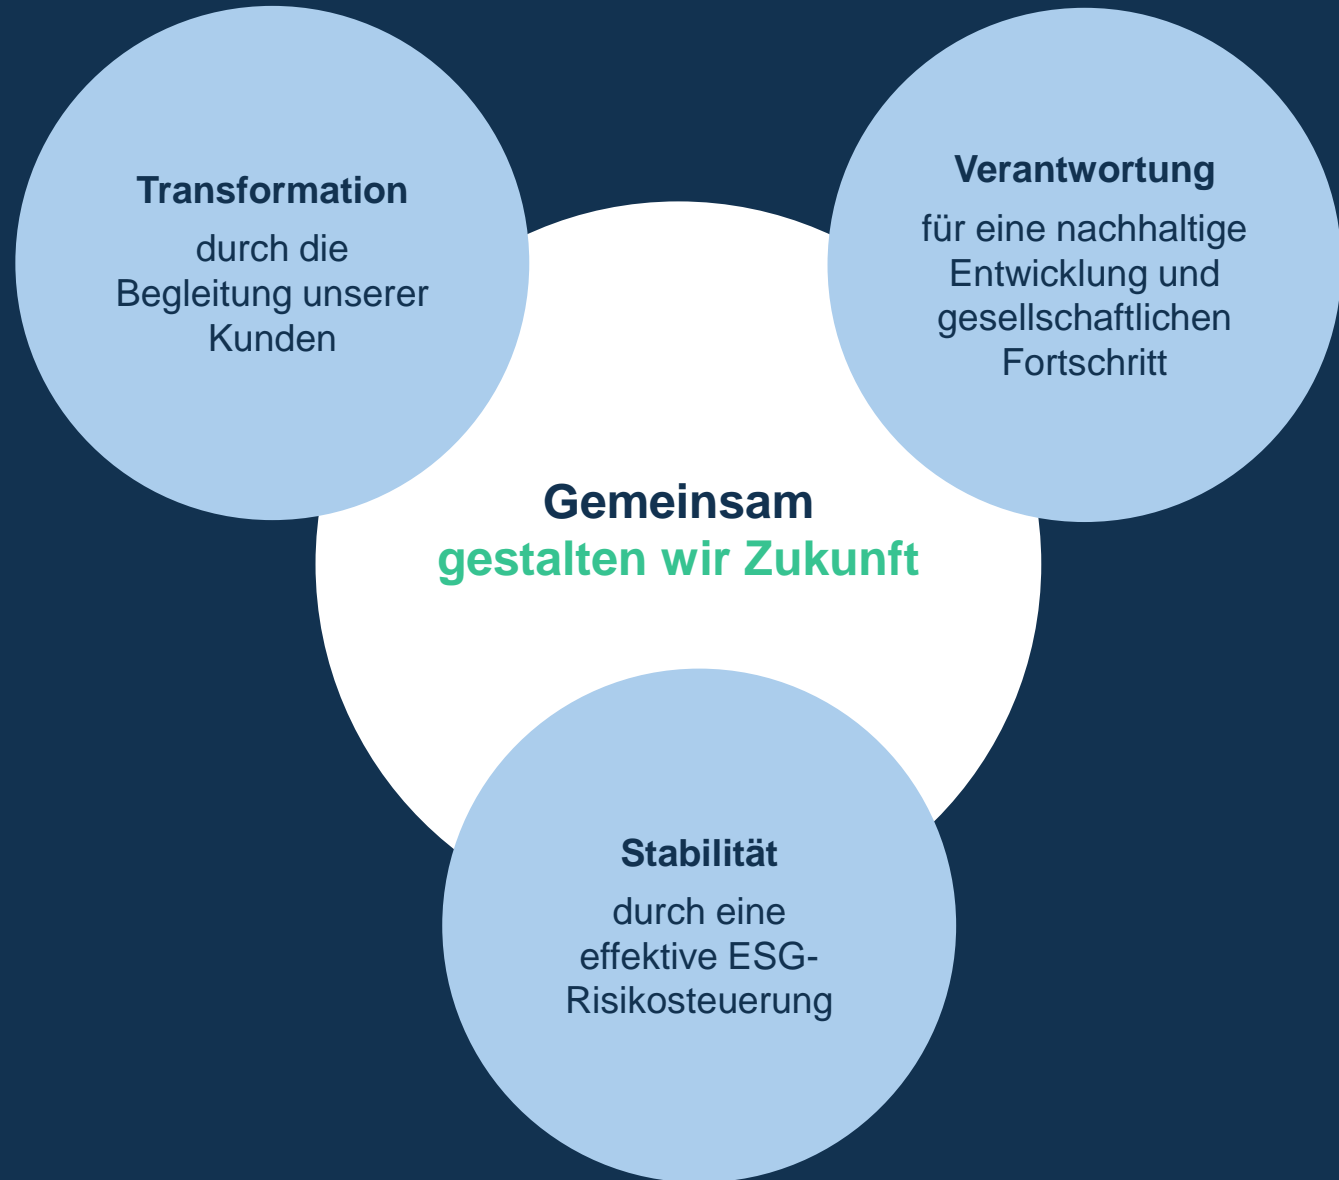 Transformation
durch die
Begleitung unserer
Kunden
Verantwortung
für eine nachhaltige
Entwicklung und
gesellschaftlichen
Fortschritt
Gemeinsam
gestalten wir Zukunft
Stabilität
durch eine
effektive ESG-
Risikosteuerung